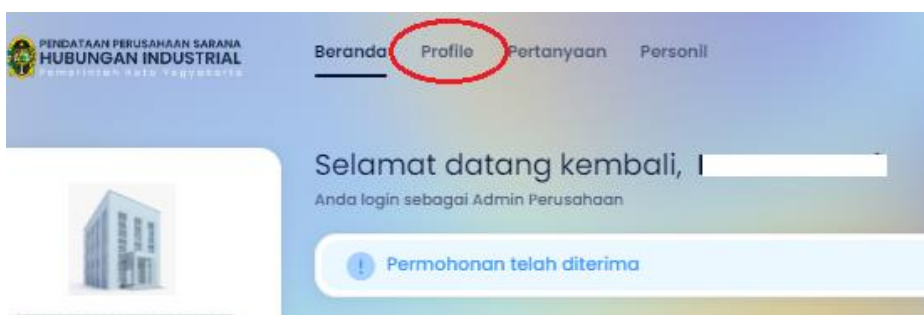 PENDATAAN PERUSAHAAN SARANA
HUBUNGAN INDUSTRIAL
Pemerintah Kota Yogyakarta
Beranda Profile Pertanyaan Personil
Selamat datang kembali,
Anda login sebagai Admin Perusahaan
Permohonan telah diterima